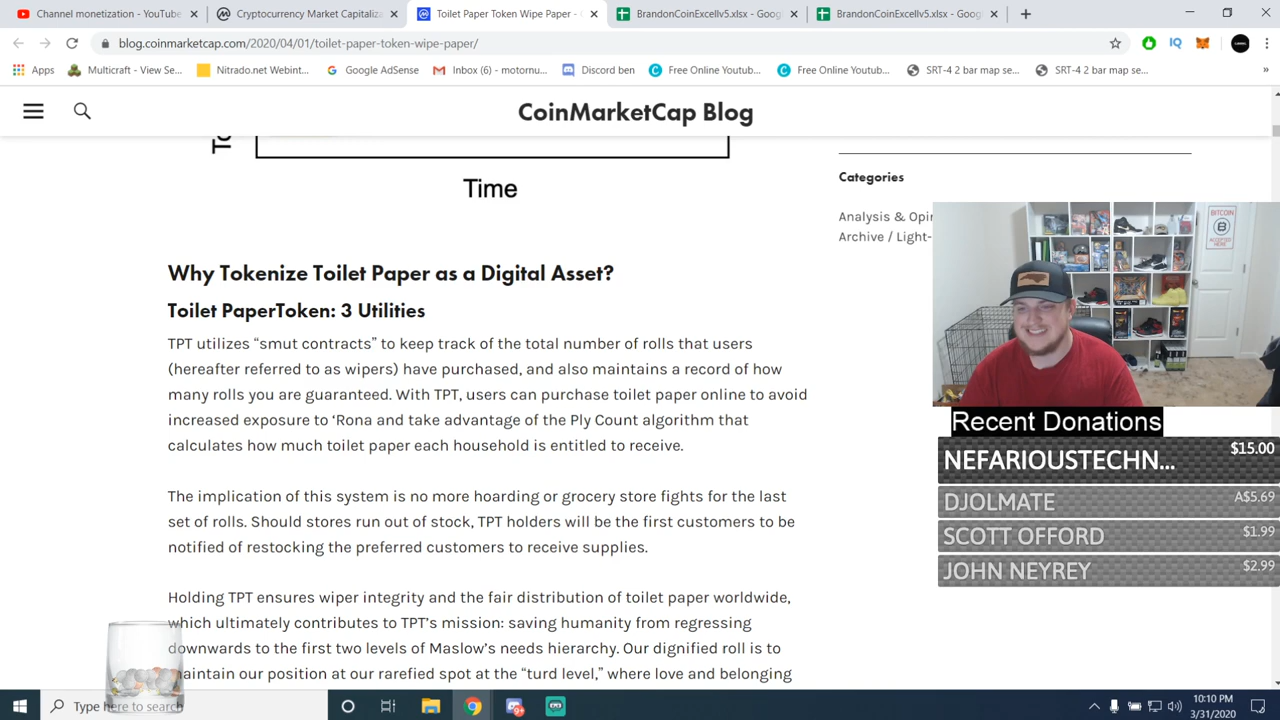 Channel monetization - YouTube
Cryptocurrency Market Capitaliza
Toilet Paper Token Wipe Paper -
BrandonCoinExcellv5.xlsx - Goog
BrandonCoinExcellv5.xlsx - Goog
blog.coinmarketcap.com/2020/04/01/toilet-paper-token-wipe-paper/
Apps
Multicraft - View Se...
Nitrado.net Webint...
Google AdSense
Inbox (6) - motornu...
Discord ben
Free Online Youtub...
Free Online Youtub...
SRT-4 2 bar map se...
SRT-4 2 bar map se...
»
CoinMarketCap Blog
Time
Categories
Analysis & Opi
Archive / Light-
Why Tokenize Toilet Paper as a Digital Asset?
Toilet PaperToken: 3 Utilities
TPT utilizes “smut contracts” to keep track of the total number of rolls that users
(hereafter referred to as wipers) have purchased, and also maintains a record of how
many rolls you are guaranteed. With TPT, users can purchase toilet paper online to avoid
increased exposure to ‘Rona and take advantage of the Ply Count algorithm that
calculates how much toilet paper each household is entitled to receive.
The implication of this system is no more hoarding or grocery store fights for the last
set of rolls. Should stores run out of stock, TPT holders will be the first customers to be
notified of restocking the preferred customers to receive supplies.
Holding TPT ensures wiper integrity and the fair distribution of toilet paper worldwide,
which ultimately contributes to TPT’s mission: saving humanity from regressing
downwards to the first two levels of Maslow’s needs hierarchy. Our dignified roll is to
maintain our position at our rarefied spot at the “turd level,” where love and belonging
BITCOIN
B
ACCEPTED
HERE
Recent Donations
NEFARIOUSTECHN... $15.00
DJOLMATE A$5.69
SCOTT OFFORD $1.99
JOHN NEYREY $2.99
Type here to search
10:10 PM
3/31/2020